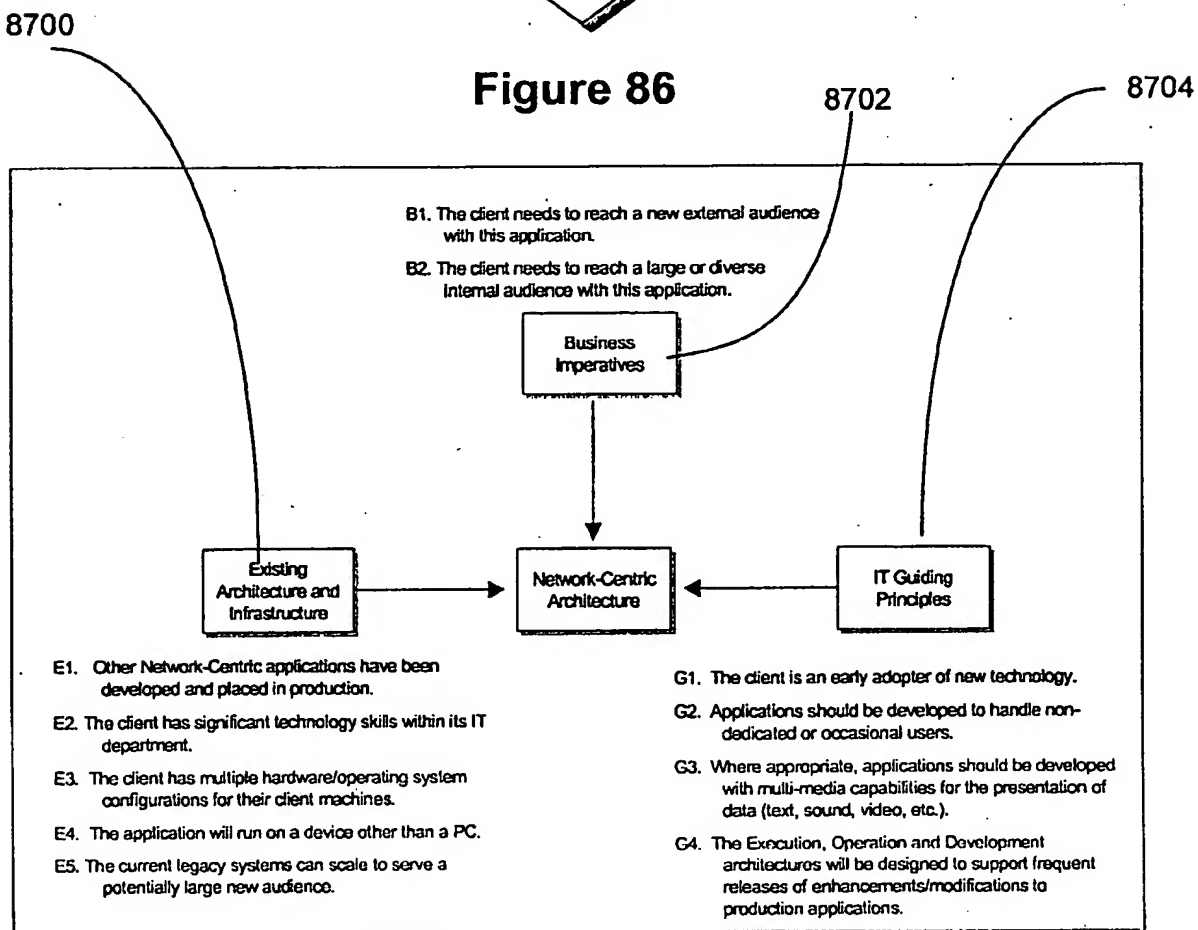 8700
Figure 86
8702
8704
B1. The client needs to reach a new external audience
with this application.
B2. The client needs to reach a large or diverse
internal audience with this application.
Business
Imperatives
Existing
Architecture and
Infrastructure
Network-Centric
Architecture
IT Guiding
Principles
E1. Other Network-Centric applications have been
developed and placed in production.
E2. The client has significant technology skills within its IT
department.
E3. The client has multiple hardware/operating system
configurations for their client machines.
E4. The application will run on a device other than a PC.
E5. The current legacy systems can scale to serve a
potentially large new audience.
G1. The client is an early adopter of new technology.
G2. Applications should be developed to handle non-
dedicated or occasional users.
G3. Where appropriate, applications should be developed
with multi-media capabilities for the presentation of
data (text, sound, video, etc.).
G4. The Execution, Operation and Development
architectures will be designed to support frequent
releases of enhancements/modifications to
production applications.